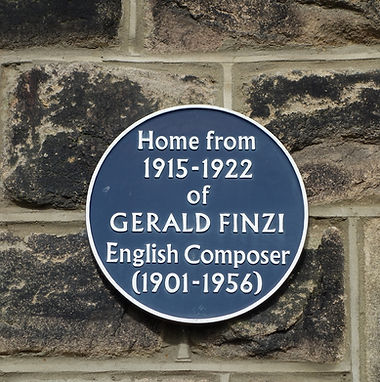 Home from
1915-1922
of
GERALD FINZI
English Composer
(1901-1956)